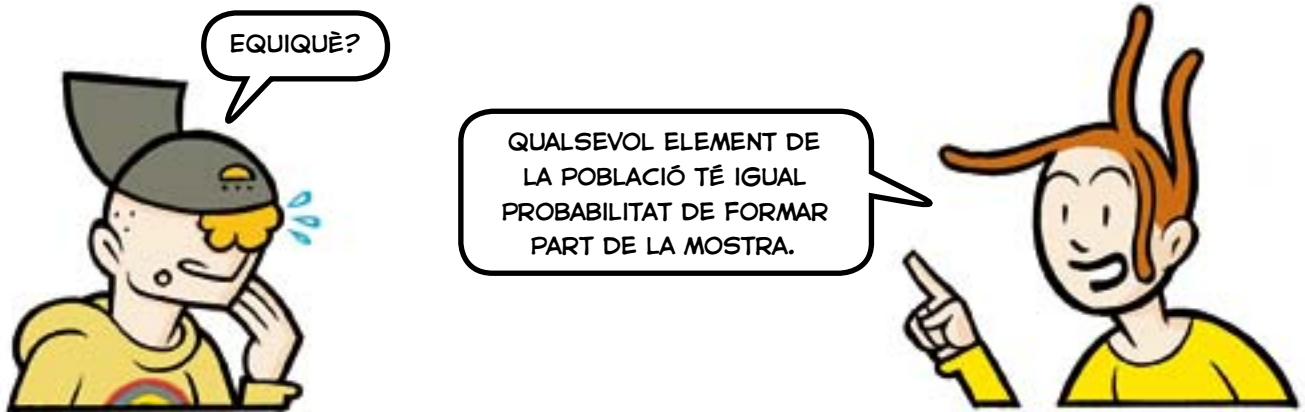 EQUIQUÈ?
QUALSEVOL ELEMENT DE
LA POBLACIÓ TÉ IGUAL
PROBABILITAT DE FORMAR
PART DE LA MOSTRA.